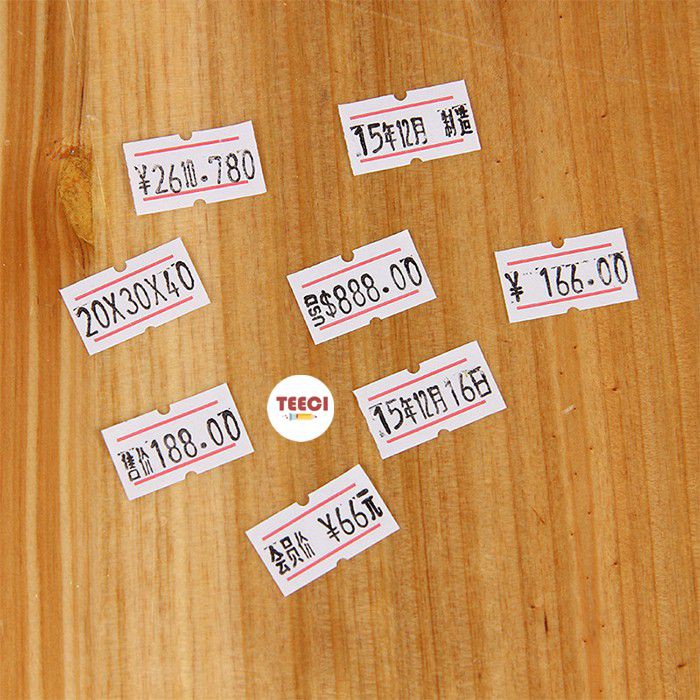 15年12月 制造
¥2610.780
20X30X40
USD $888.00
¥ 166.00
TEECI
15年12月16日
售价188.00
会员价 ¥66元